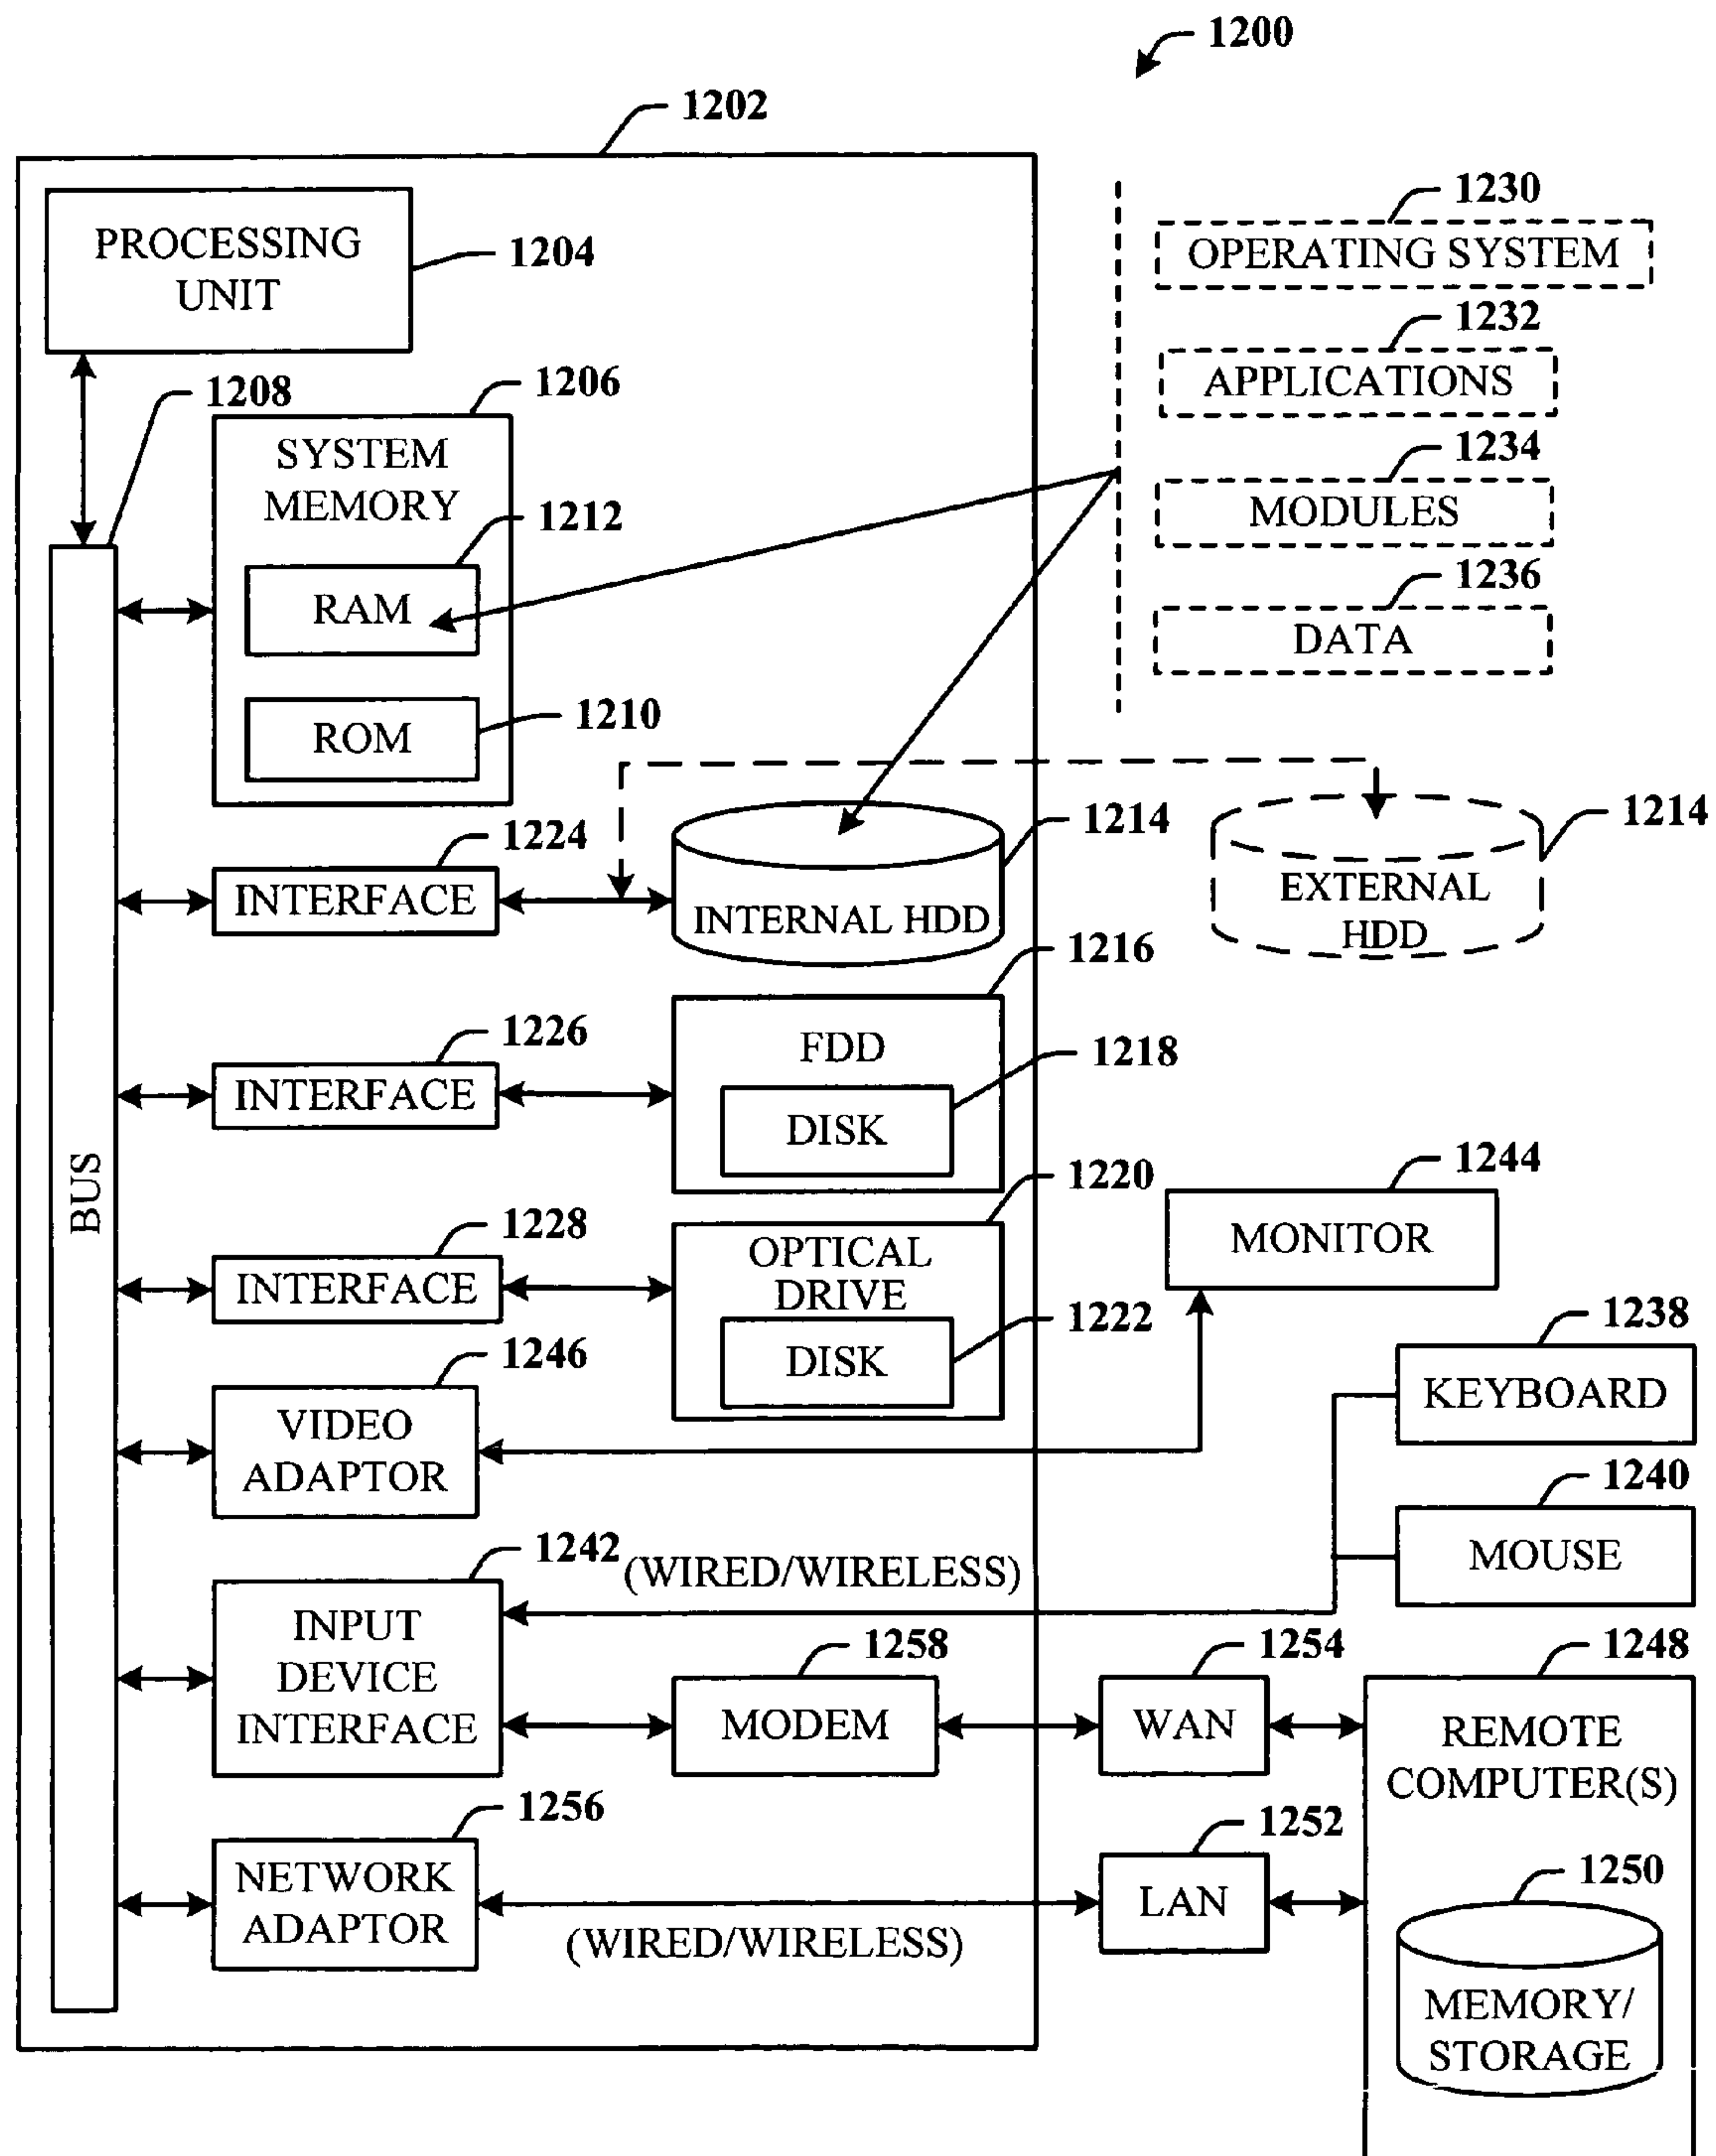 1200
1202
PROCESSING
UNIT
1204
1230
OPERATING SYSTEM
1232
APPLICATIONS
1234
MODULES
1236
DATA
1208
1206
SYSTEM
MEMORY
1212
RAM
1210
ROM
BUS
1224
INTERFACE
1214
INTERNAL HDD
1214
EXTERNAL
HDD
1226
INTERFACE
1216
FDD
1218
DISK
1228
INTERFACE
1220
OPTICAL
DRIVE
1222
DISK
1244
MONITOR
1246
VIDEO
ADAPTOR
1238
KEYBOARD
1240
MOUSE
1242
(WIRED/WIRELESS)
INPUT
DEVICE
INTERFACE
1258
MODEM
1254
WAN
1248
REMOTE
COMPUTER(S)
1256
NETWORK
ADAPTOR
(WIRED/WIRELESS)
1252
LAN
1250
MEMORY/
STORAGE